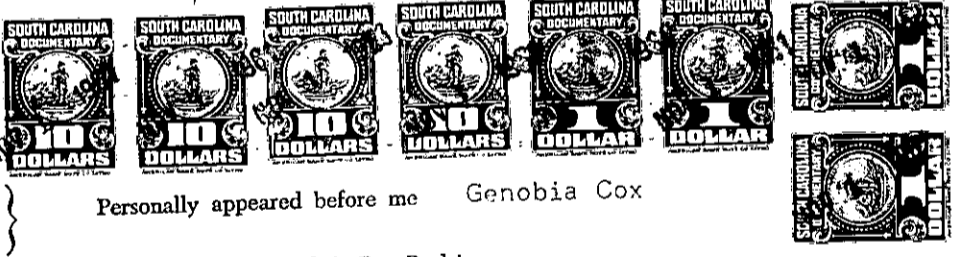 SOUTH CAROLINA DOCUMENTARY 10 DOLLARS
SOUTH CAROLINA DOCUMENTARY 10 DOLLARS
SOUTH CAROLINA DOCUMENTARY 10 DOLLARS
SOUTH CAROLINA DOCUMENTARY 10 DOLLARS
SOUTH CAROLINA DOCUMENTARY 1 DOLLAR
SOUTH CAROLINA DOCUMENTARY 1 DOLLAR
SOUTH CAROLINA DOCUMENTARY 1 DOLLAR
SOUTH CAROLINA 1 DOLLAR
Personally appeared before me Genobia Cox